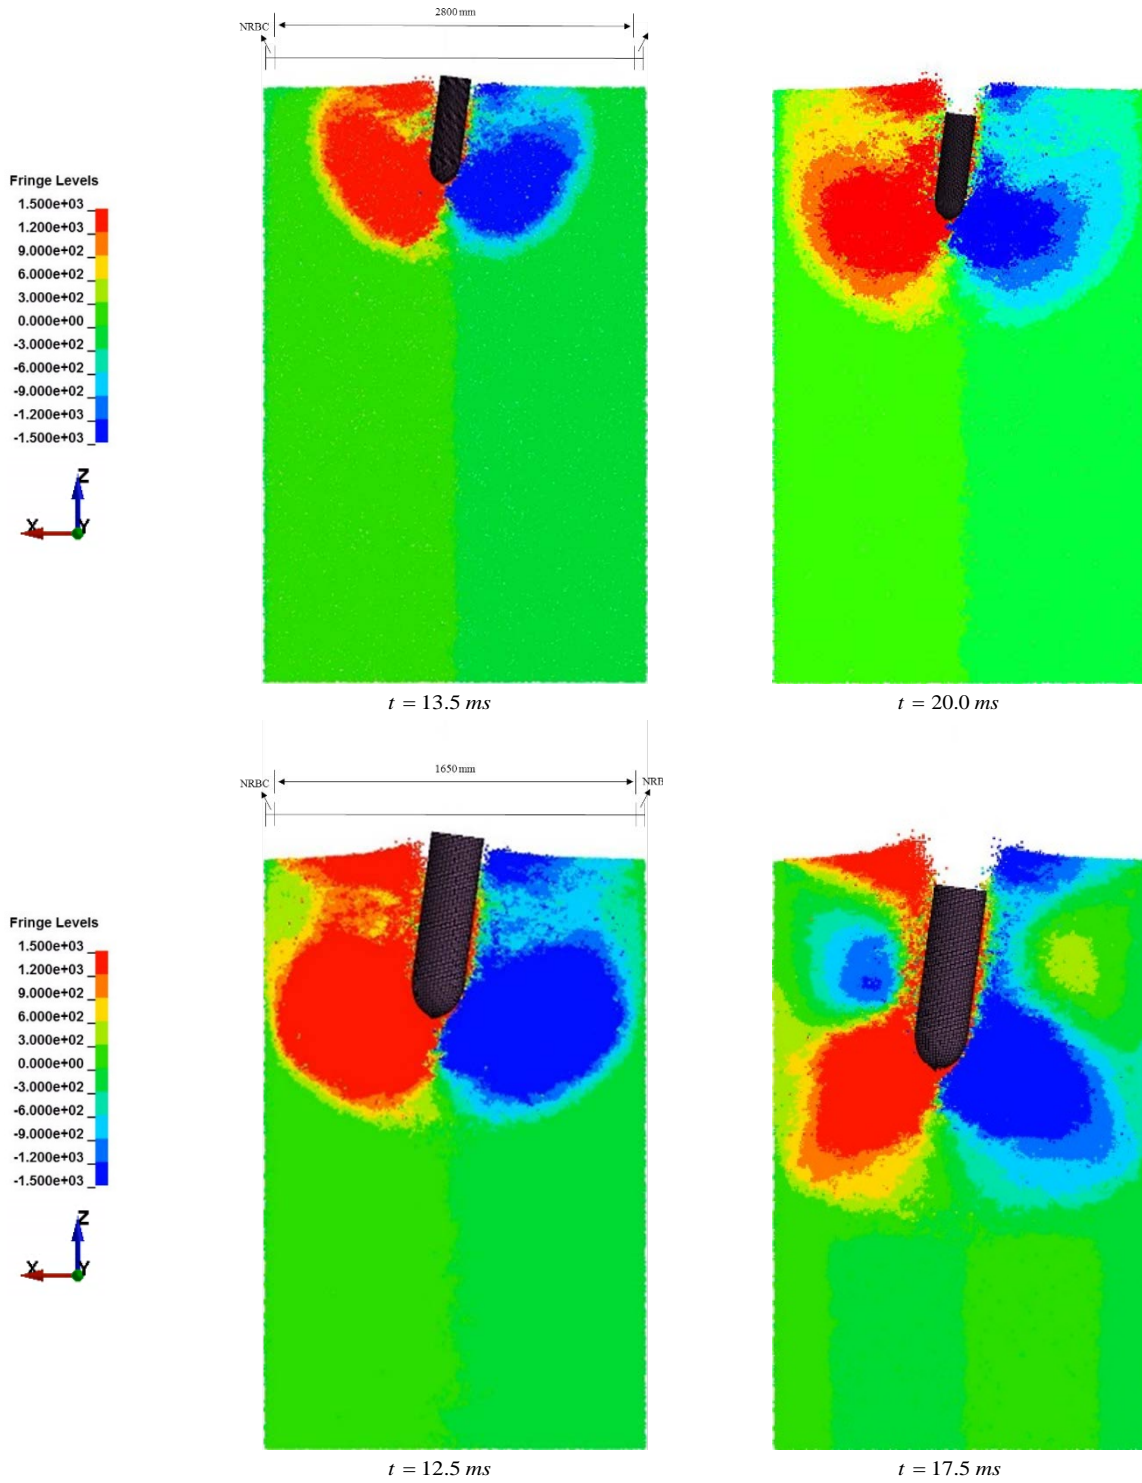 2800 mm
NRBC
Fringe Levels
1.500e+03
1.200e+03
9.000e+02
6.000e+02
3.000e+02
0.000e+00
-3.000e+02
-6.000e+02
-9.000e+02
-1.200e+03
-1.500e+03
Z
X
Y
t = 13.5 ms
t = 20.0 ms
1650 mm
NRBC
NRB
Fringe Levels
1.500e+03
1.200e+03
9.000e+02
6.000e+02
3.000e+02
0.000e+00
-3.000e+02
-6.000e+02
-9.000e+02
-1.200e+03
-1.500e+03
Z
X
Y
t = 12.5 ms
t = 17.5 ms